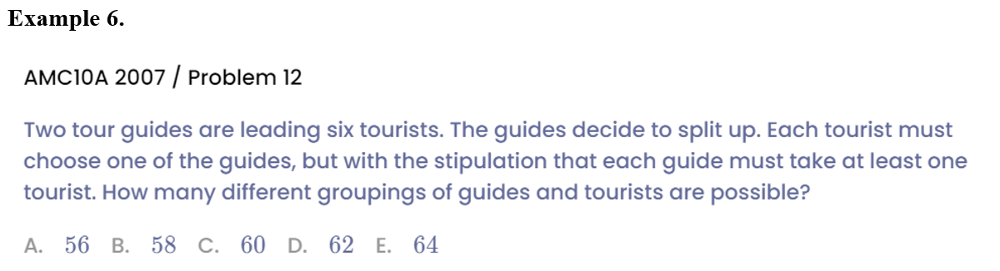 Example 6.
AMC10A 2007 / Problem 12
Two tour guides are leading six tourists. The guides decide to split up. Each tourist must
choose one of the guides, but with the stipulation that each guide must take at least one
tourist. How many different groupings of guides and tourists are possible?
A. 56 B. 58 C. 60 D. 62 E. 64